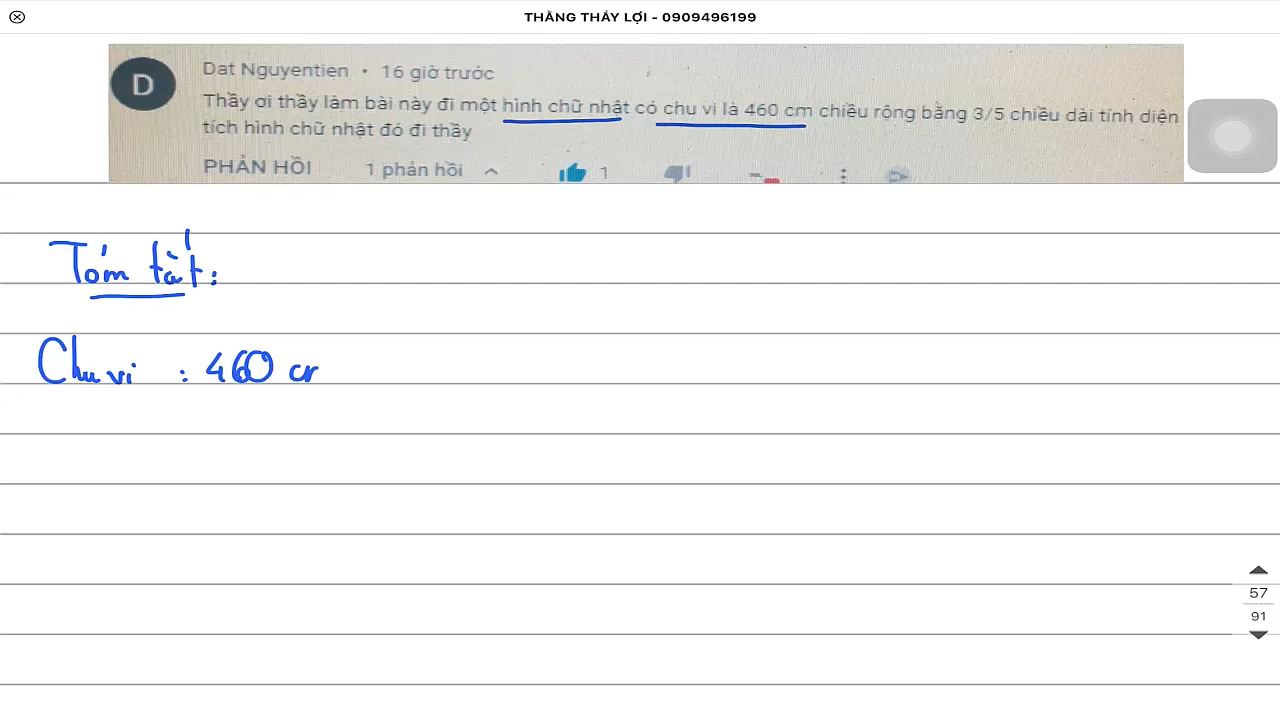 THẰNG THẦY LỢI - 0909496199
D
Dat Nguyentien • 16 giờ trước
Thầy ơi thầy làm bài này đi một hình chữ nhật có chu vi là 460 cm chiều rộng bằng 3/5 chiều dài tính diện
tích hình chữ nhật đó đi thầy
PHẢN HỒI 1 phản hồi 1
Tóm tắt:
Chu vi : 460 cr
57
91